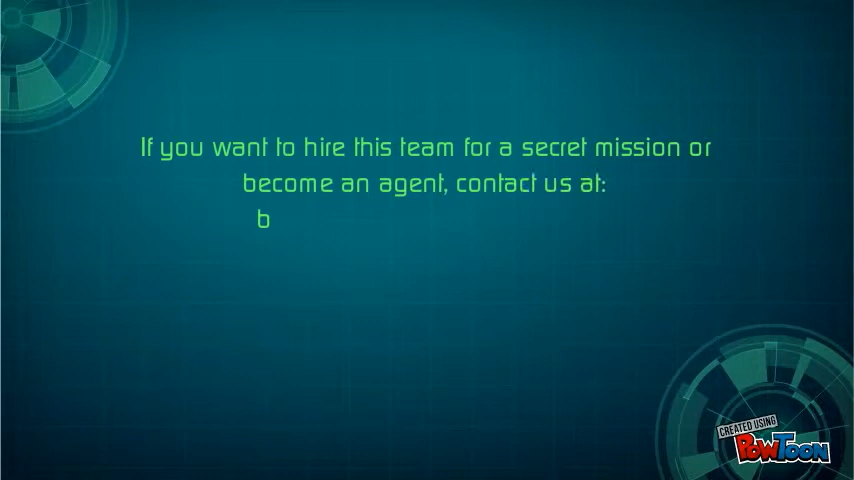 If you want to hire this team for a secret mission or
become an agent, contact us at:
b
CREATED USING
POWTOON